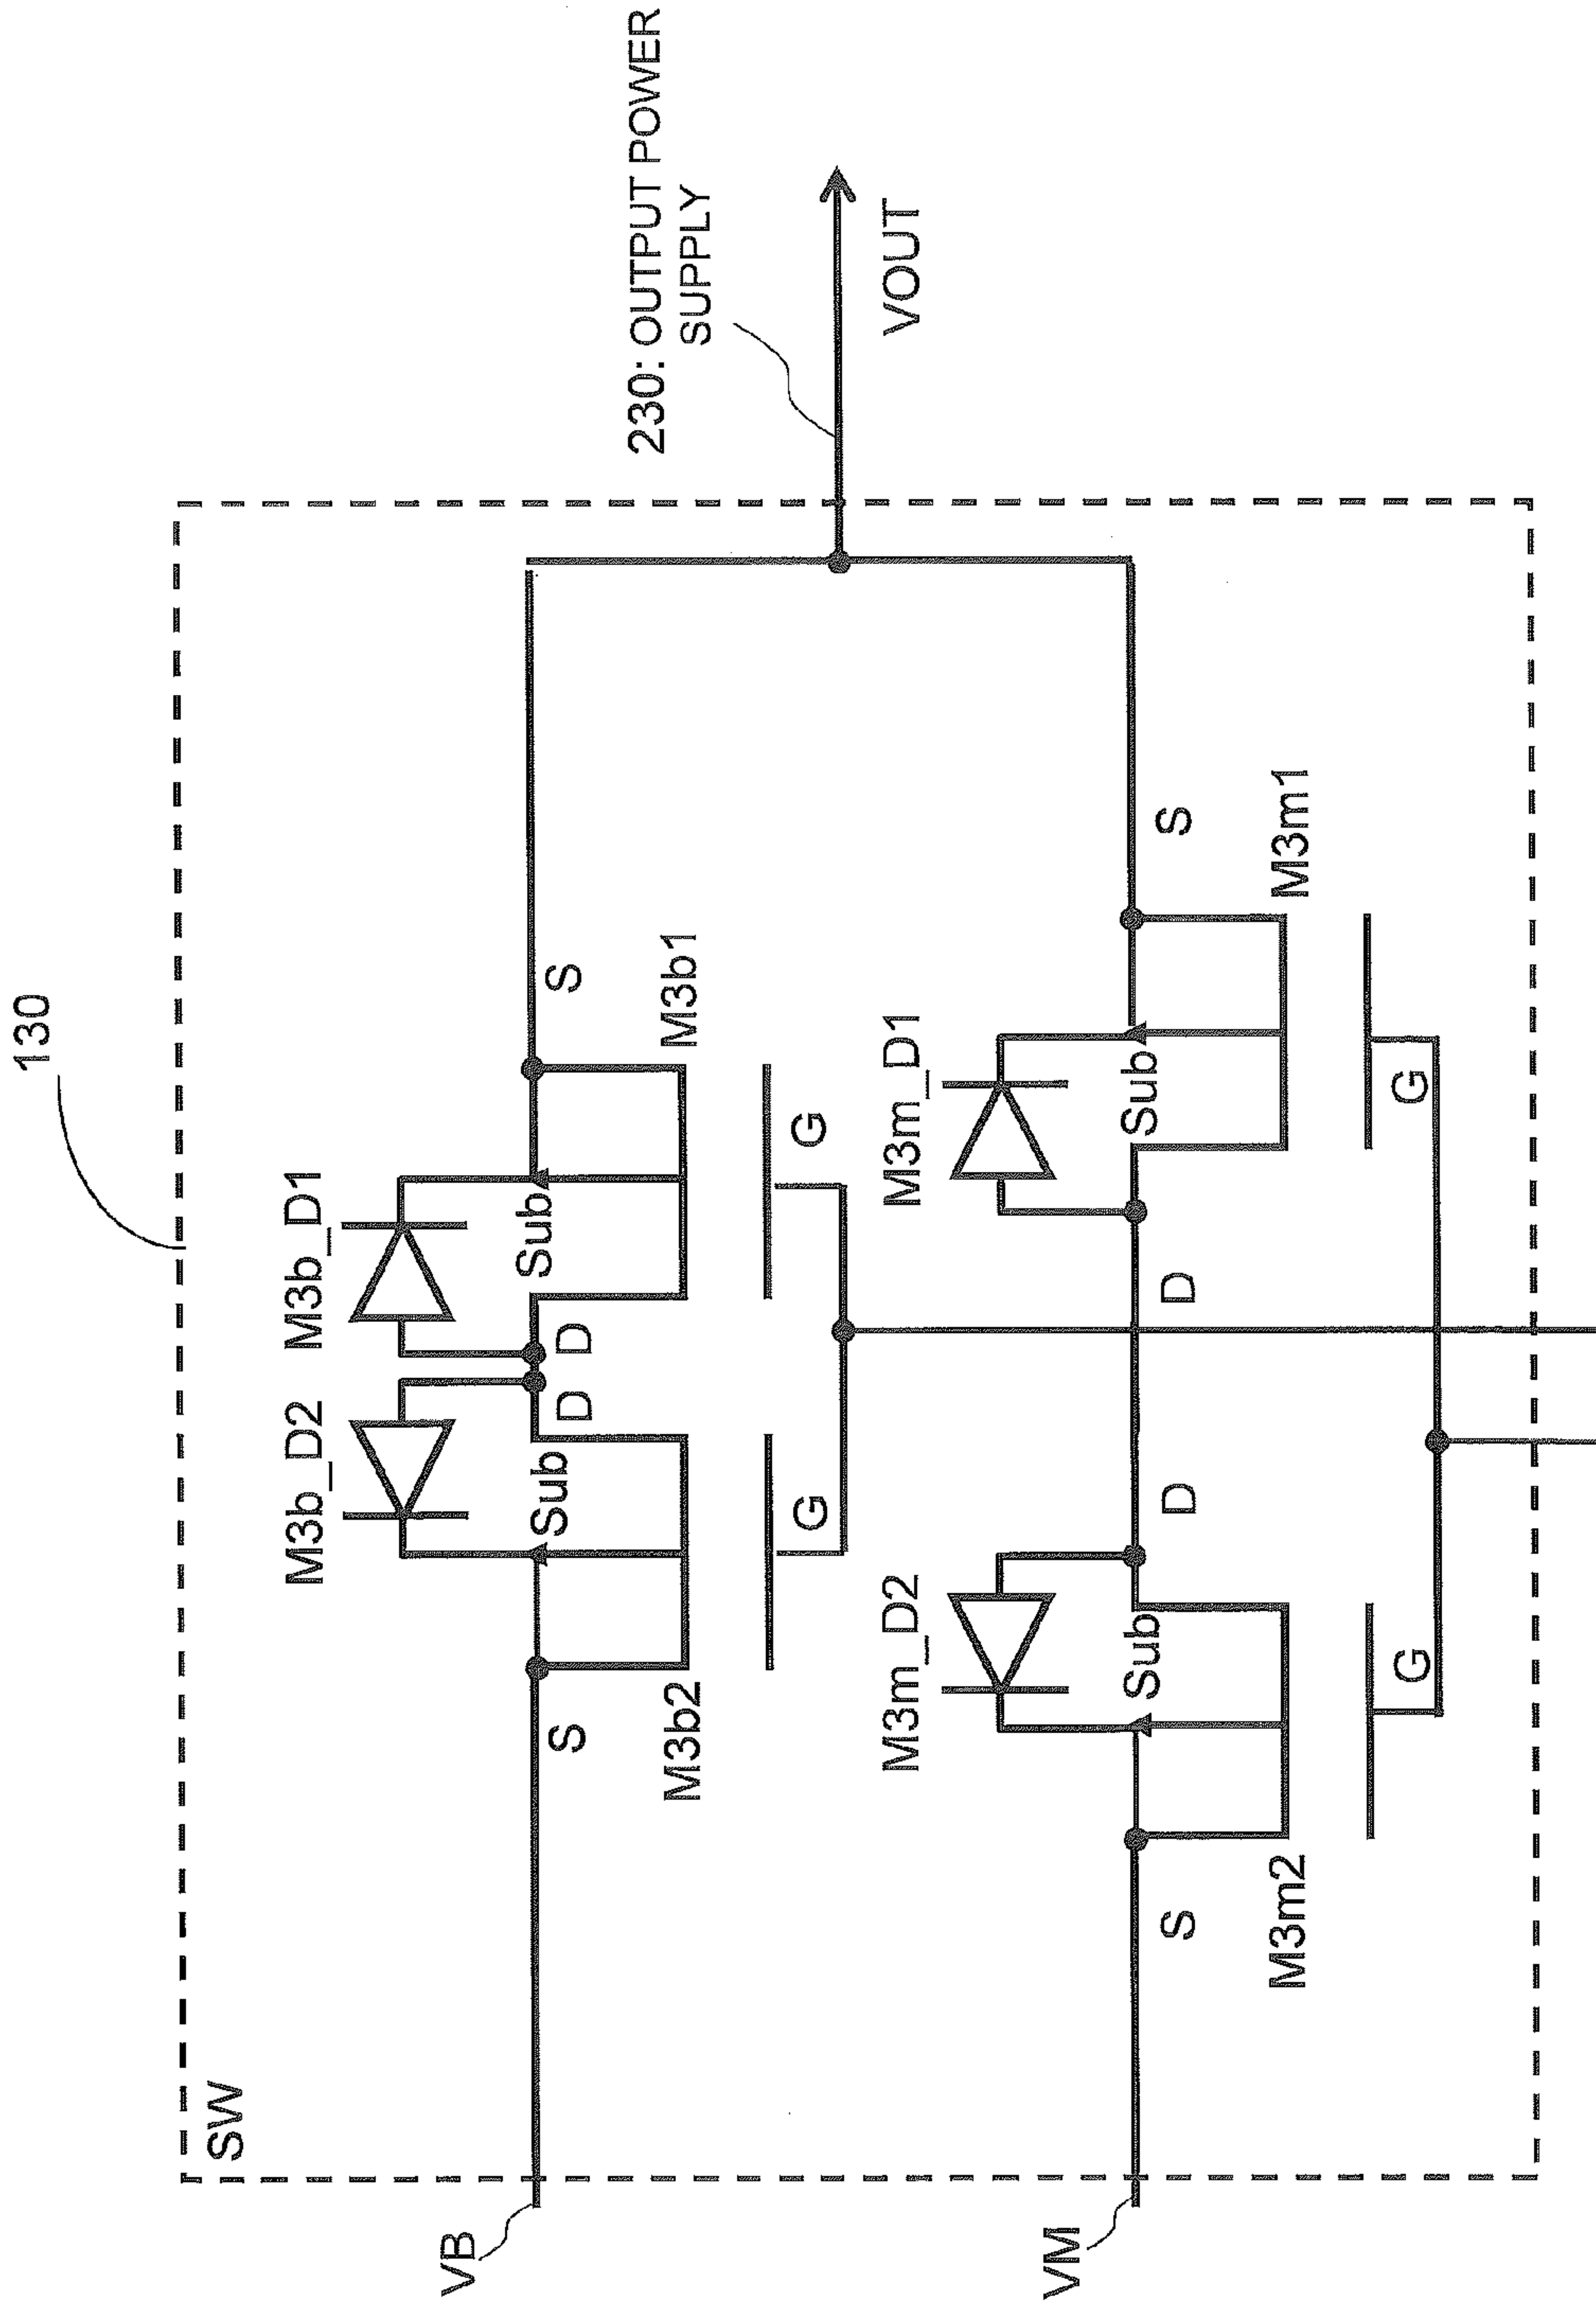 130
SW
230: OUTPUT POWER
SUPPLY
VOUT
VB
M3b_D2
M3b_D1
S
Sub
D
D
Sub
S
M3b2
M3b1
G
G
VM
M3m_D2
M3m_D1
S
Sub
D
D
Sub
S
M3m2
M3m1
G
G